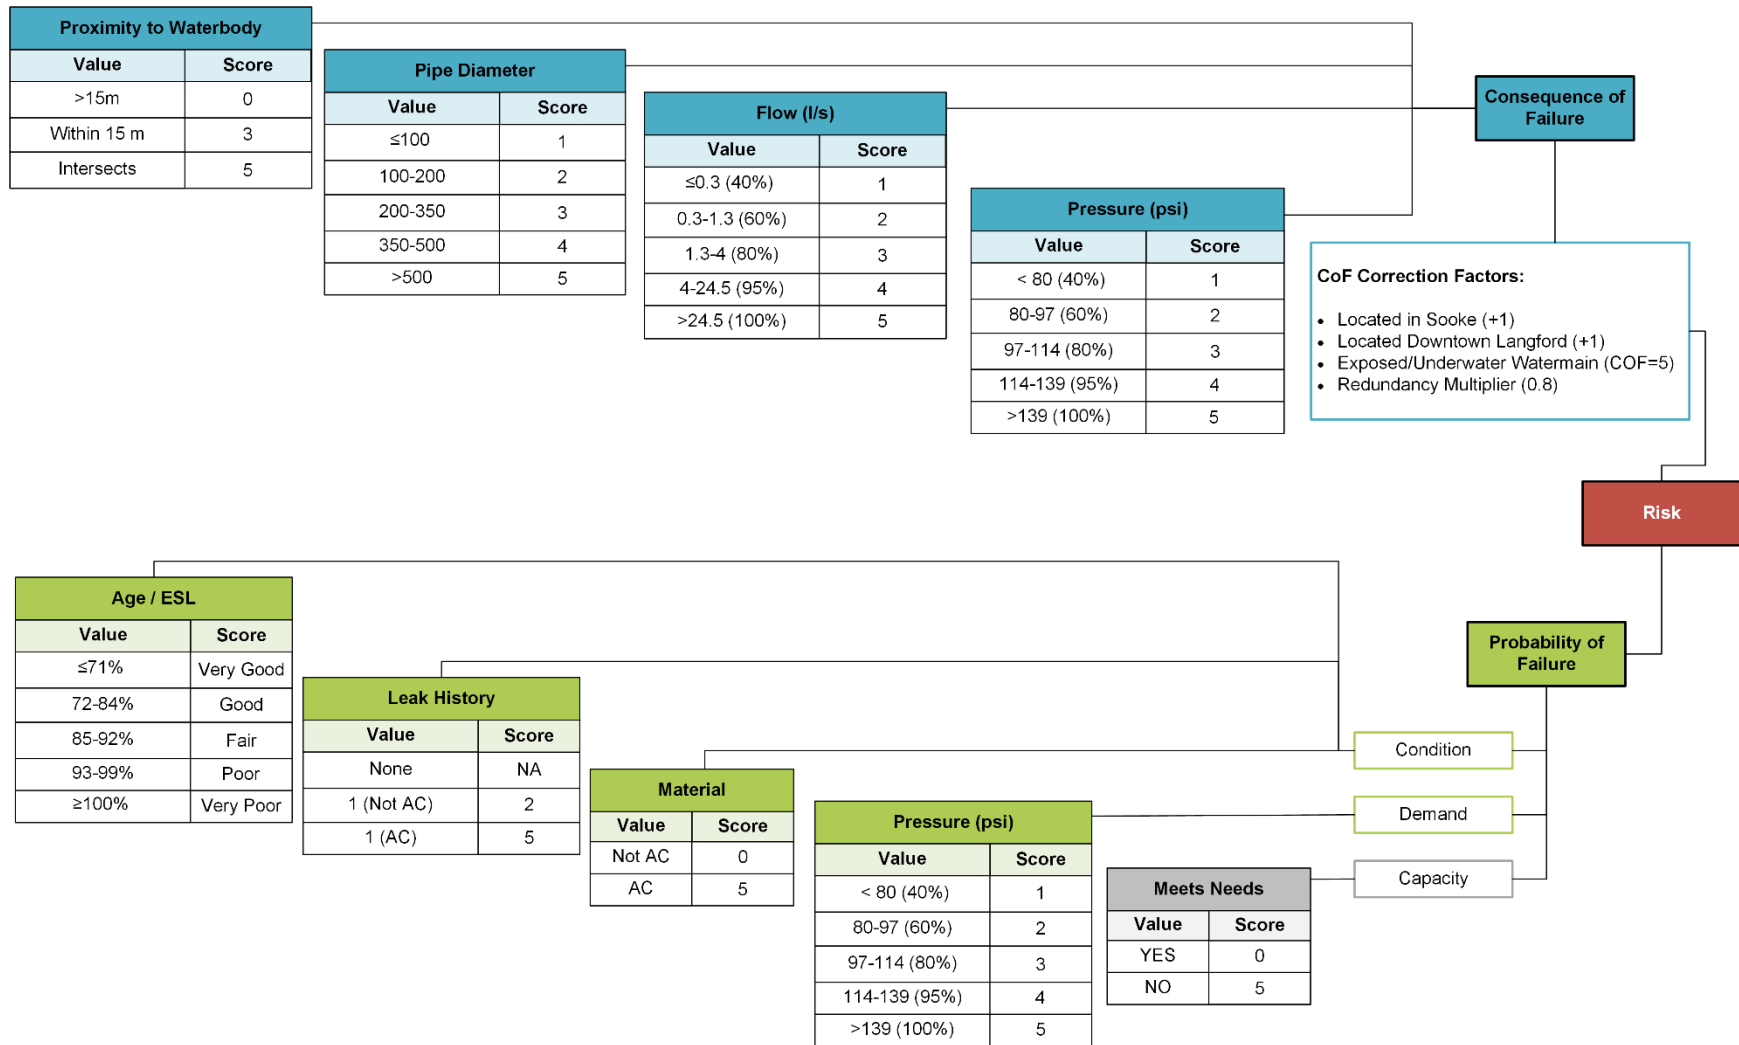 Proximity to Waterbody
Value Score
>15m 0
Within 15 m 3
Intersects 5
Pipe Diameter
Value Score
≤100 1
100-200 2
200-350 3
350-500 4
>500 5
Flow (l/s)
Value Score
≤0.3 (40%) 1
0.3-1.3 (60%) 2
1.3-4 (80%) 3
4-24.5 (95%) 4
>24.5 (100%) 5
Pressure (psi)
Value Score
< 80 (40%) 1
80-97 (60%) 2
97-114 (80%) 3
114-139 (95%) 4
>139 (100%) 5
Consequence of
Failure
CoF Correction Factors:
• Located in Sooke (+1)
• Located Downtown Langford (+1)
• Exposed/Underwater Watermain (COF=5)
• Redundancy Multiplier (0.8)
Risk
Age / ESL
Value Score
≤71% Very Good
72-84% Good
85-92% Fair
93-99% Poor
≥100% Very Poor
Leak History
Value Score
None NA
1 (Not AC) 2
1 (AC) 5
Material
Value Score
Not AC 0
AC 5
Pressure (psi)
Value Score
< 80 (40%) 1
80-97 (60%) 2
97-114 (80%) 3
114-139 (95%) 4
>139 (100%) 5
Meets Needs
Value Score
YES 0
NO 5
Probability of
Failure
Condition
Demand
Capacity